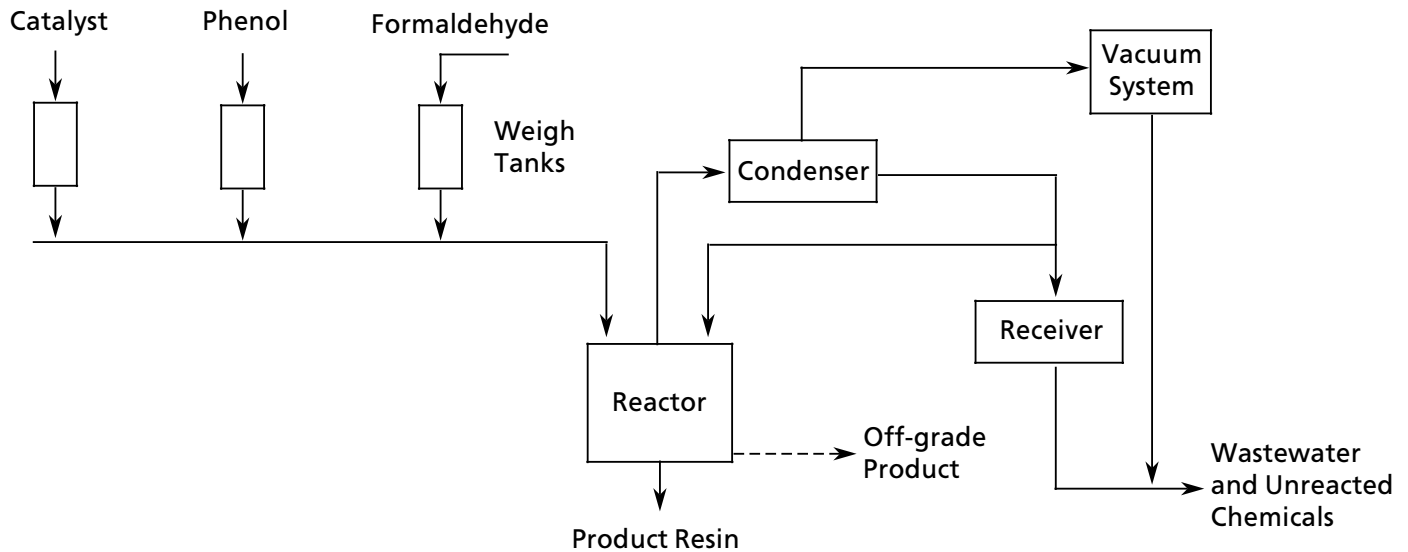 Catalyst
Phenol
Formaldehyde
Vacuum
System
Weigh
Tanks
Condenser
Receiver
Reactor
Off-grade
Product
Wastewater
and Unreacted
Chemicals
Product Resin